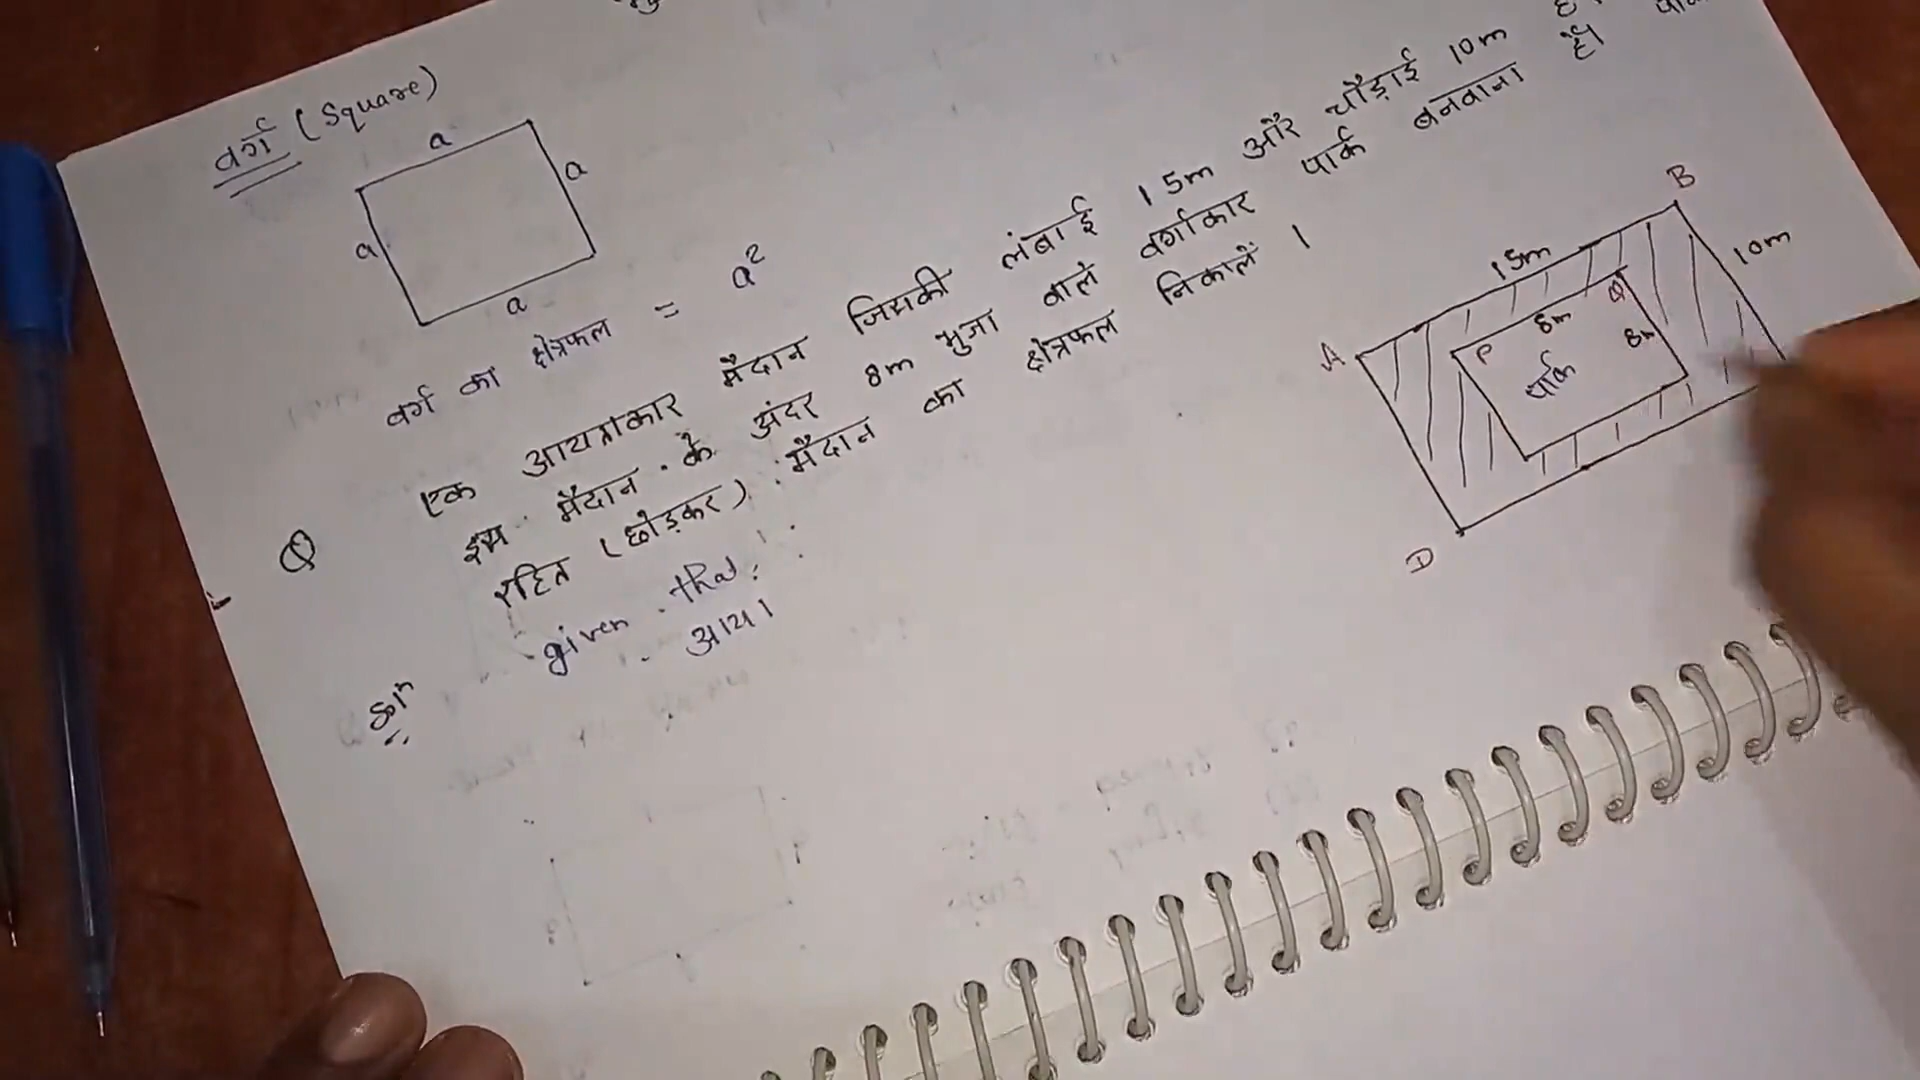 वर्ग (Square)
a
a
a
a
वर्ग का क्षेत्रफल = a²
Q एक आयताकार मैदान जिसकी लंबाई 15m और चौड़ाई 10m है।
इस मैदान के अंदर 8m भुजा वाले वर्गाकार पार्क बनवाना है।
रहित (छोड़कर) मैदान का क्षेत्रफल निकालें।
Solⁿ given that:
आय।
A
B
D
15m
10m
P
Q
8m
8m
पार्क